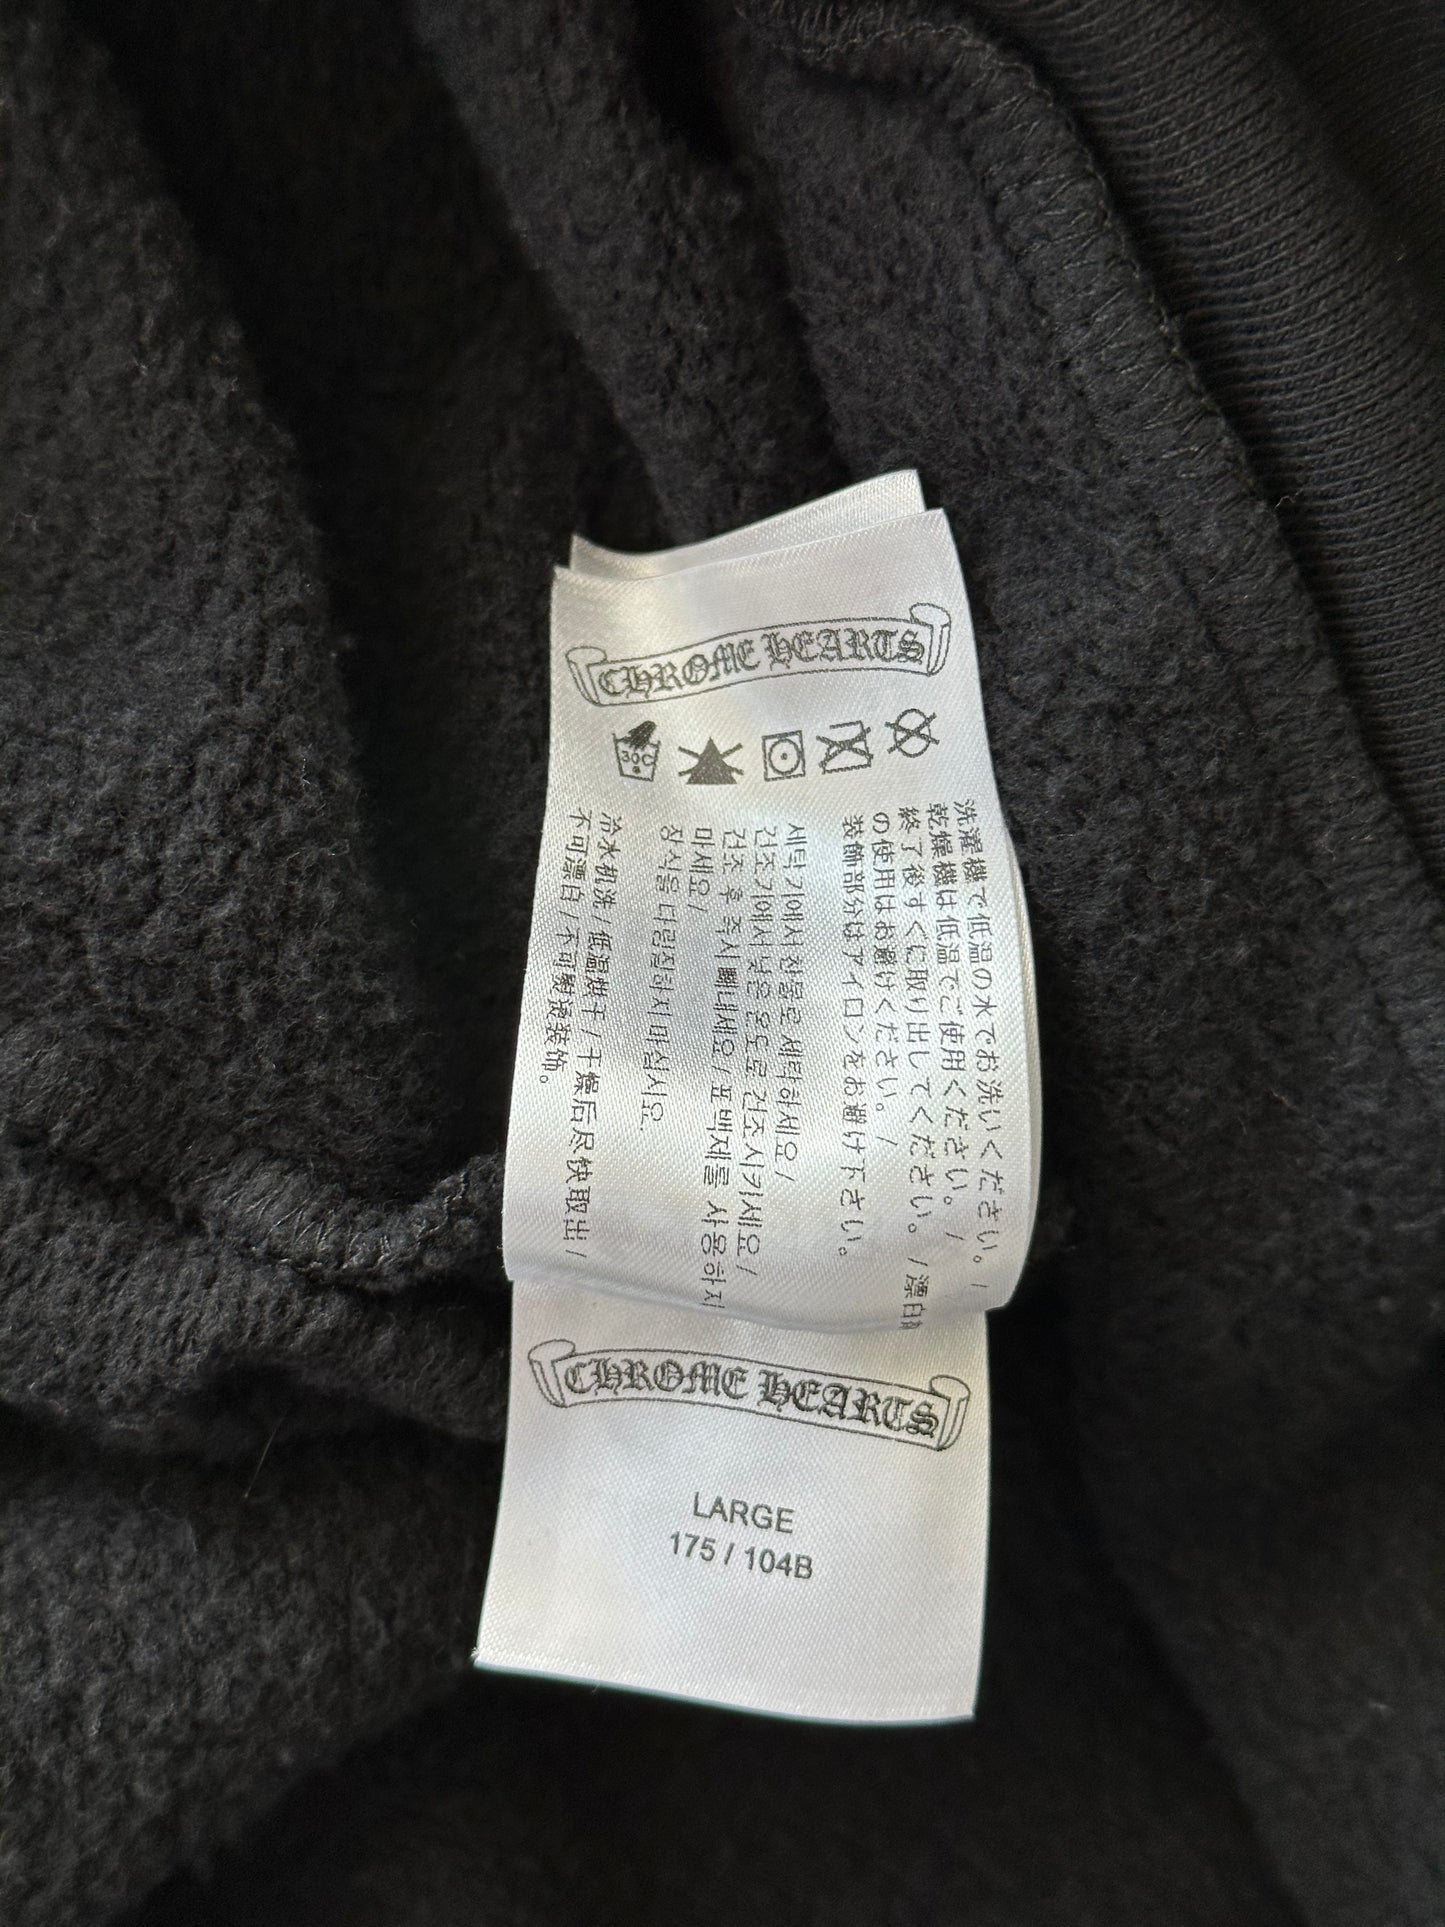 CHROME HEARTS
30C
洗濯機で低温の水でお洗いください。 /
乾燥機は低温でご使用ください。 /
終了後すぐに取り出してください。 / 漂白剤
の使用はお避けください。 /
装飾部分はアイロンをお避け下さい。
세탁기에서 찬물로 세탁하세요 /
건조기에서 낮은 온도로 건조시키세요 /
건조 후 즉시 빼내세요 / 표백제를 사용하지
마세요 /
장식을 다림질하지 마십시요.
冷水机洗 / 低温烘干 / 干燥后尽快取出 /
不可漂白 / 不可熨烫装饰。
CHROME HEARTS
LARGE
175 / 104B